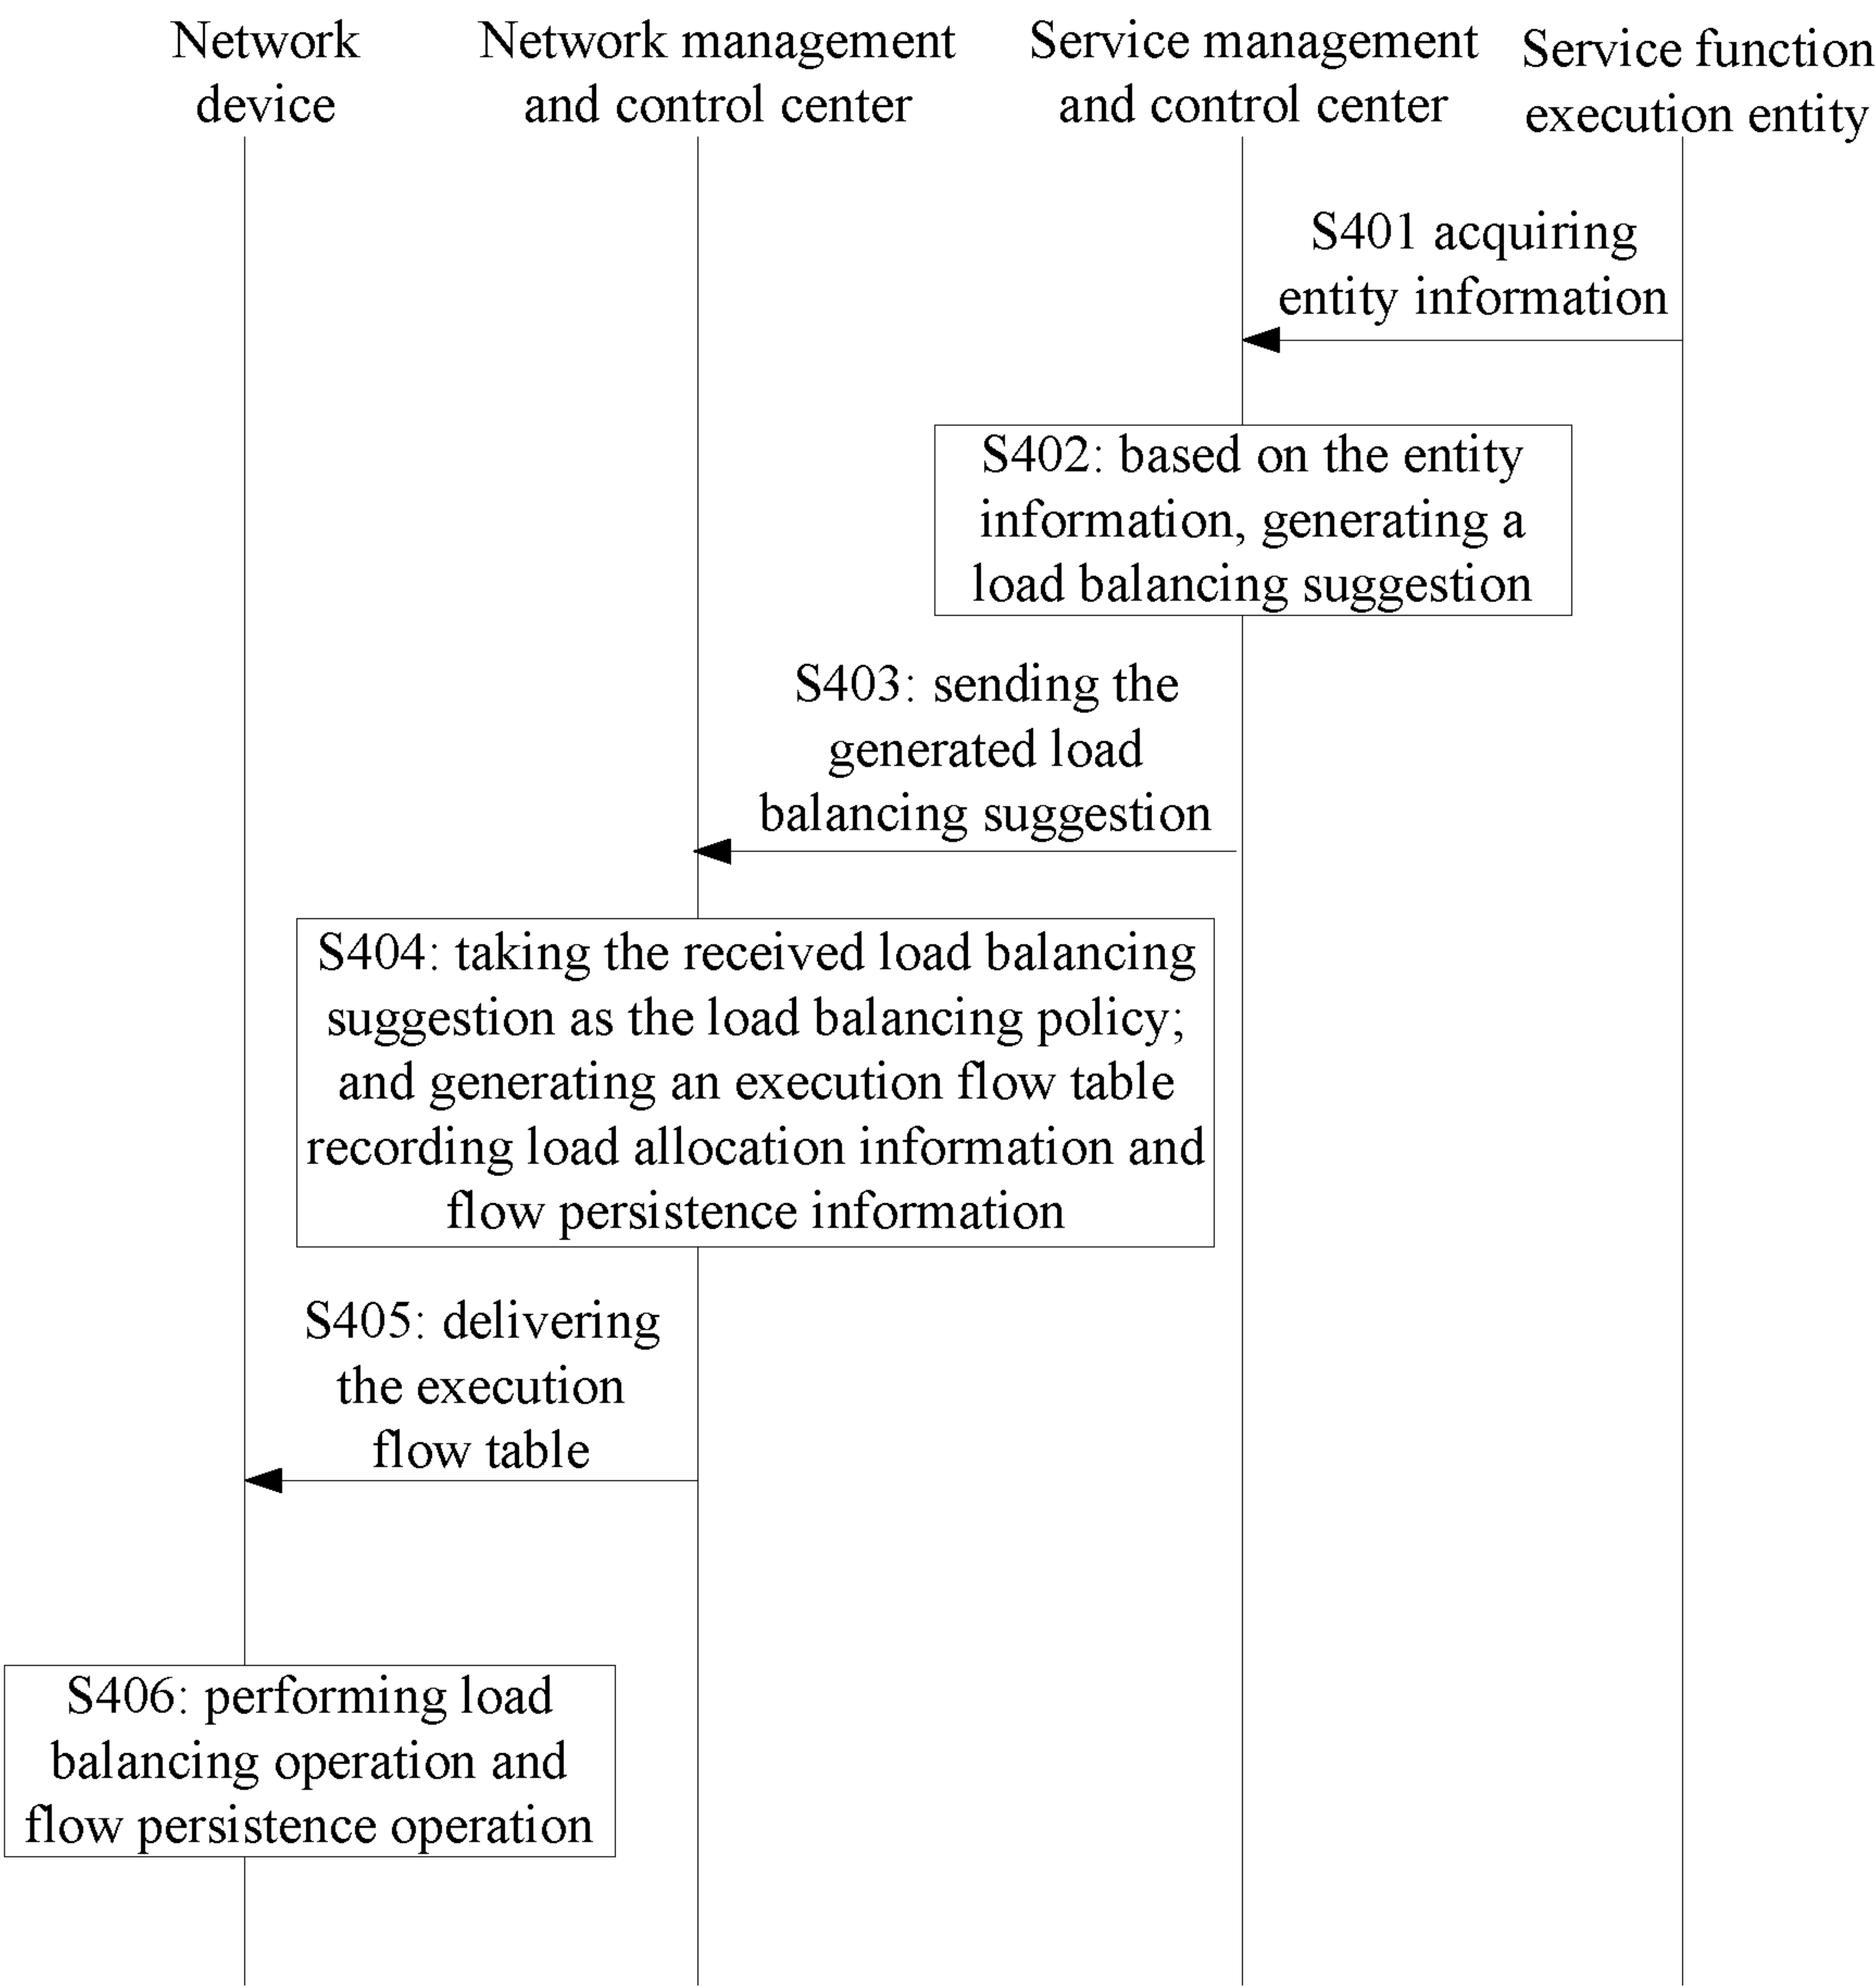 Network
device
Network management
and control center
Service management
and control center
Service function
execution entity
S401 acquiring
entity information
S402: based on the entity
information, generating a
load balancing suggestion
S403: sending the
generated load
balancing suggestion
S404: taking the received load balancing
suggestion as the load balancing policy;
and generating an execution flow table
recording load allocation information and
flow persistence information
S405: delivering
the execution
flow table
S406: performing load
balancing operation and
flow persistence operation